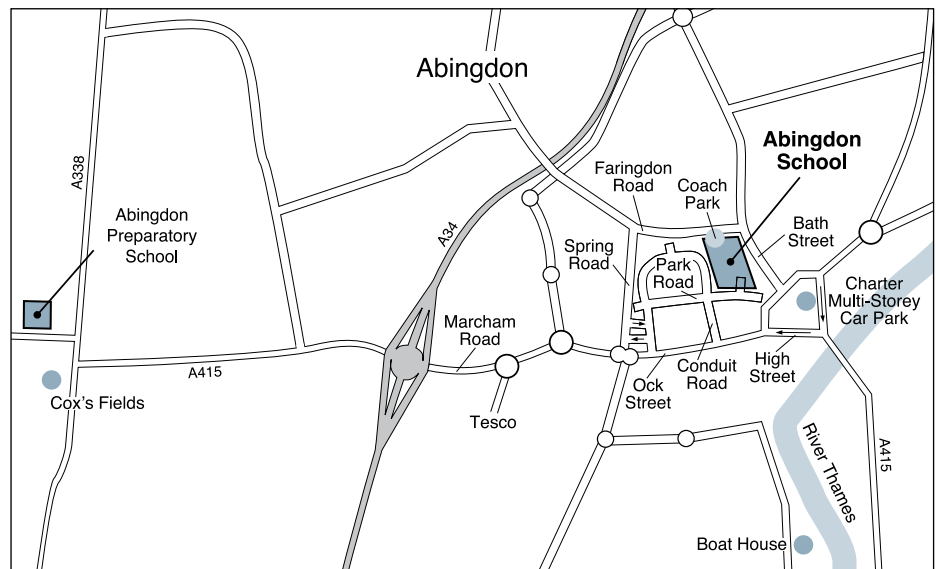 Abingdon
Abingdon
School
Faringdon
Road
Coach
Park
A338
Abingdon
Preparatory
School
A34
Spring
Road
Park
Road
Bath
Street
Charter
Multi-Storey
Car Park
Marcham
Road
A415
Cox's Fields
Tesco
Ock
Street
Conduit
Road
High
Street
River Thames
A415
Boat House